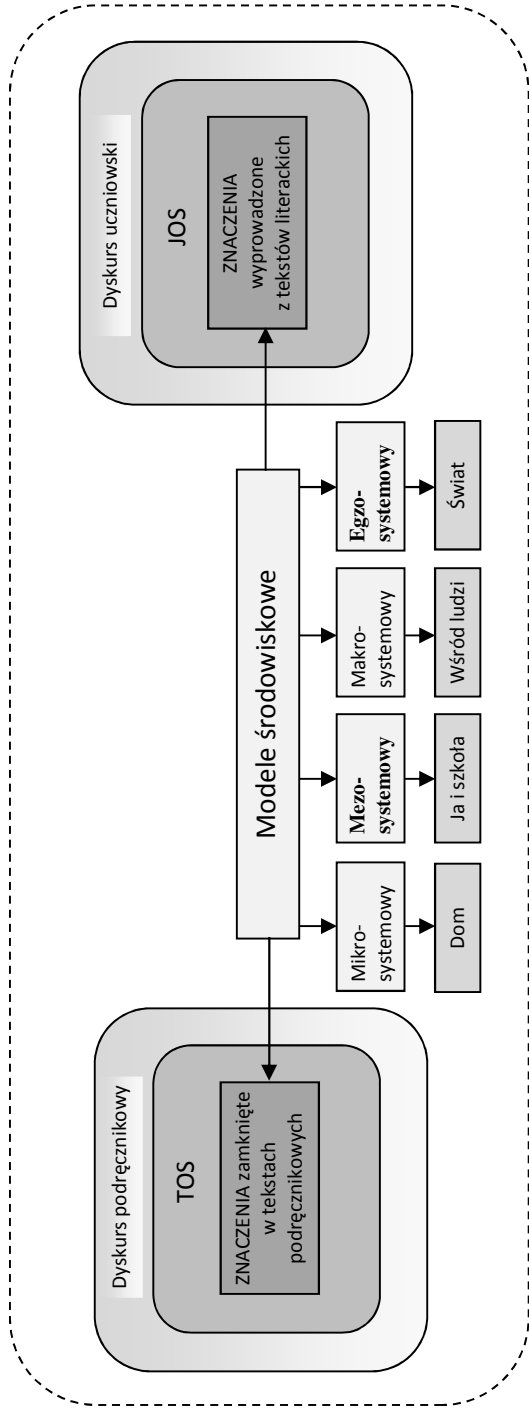 Dyskurs podręcznikowy
TOS
ZNACZENIA zamknięte
w tekstach
podręcznikowych
Modele środowiskowe
Mikro-
systemowy
Mezo-
systemowy
Makro-
systemowy
Egzo-
systemowy
Dom
Ja i szkoła
Wśród ludzi
Świat
Dyskurs uczniowski
JOS
ZNACZENIA
wyprowadzone
z tekstów literackich